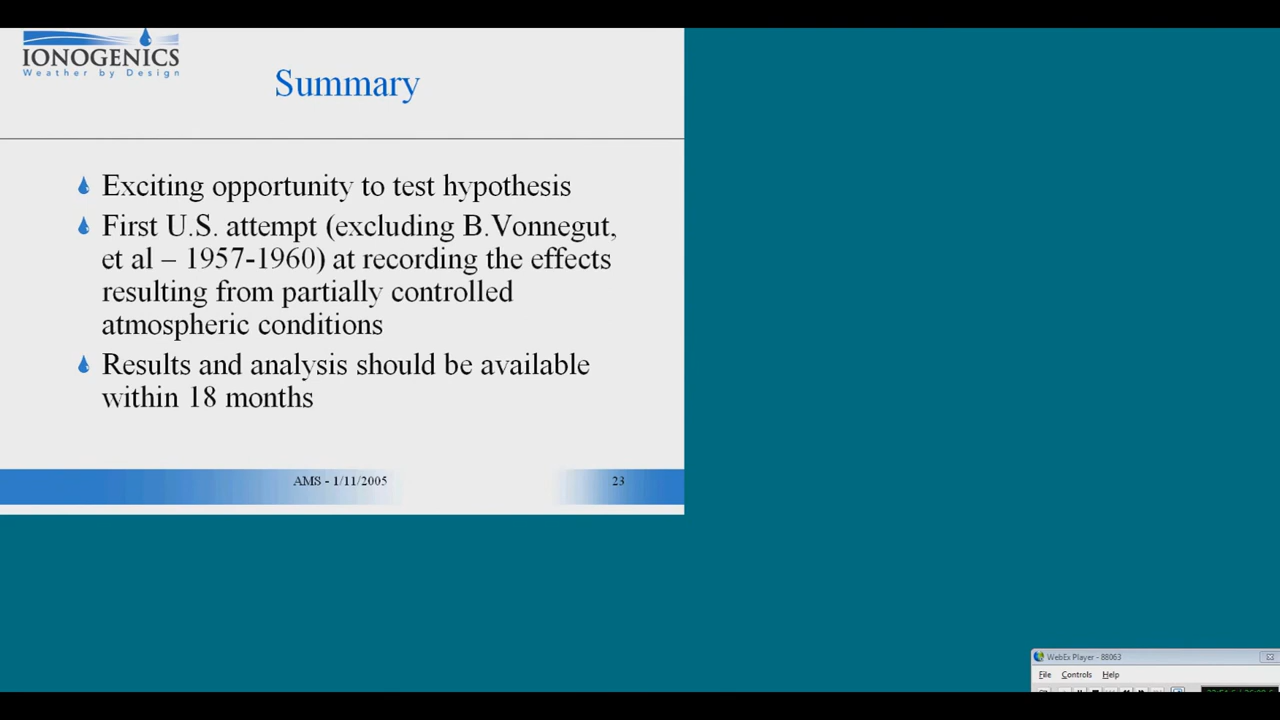 IONOGENICS
Weather by Design
Summary
Exciting opportunity to test hypothesis
First U.S. attempt (excluding B.Vonnegut,
et al – 1957-1960) at recording the effects
resulting from partially controlled
atmospheric conditions
Results and analysis should be available
within 18 months
AMS - 1/11/2005
23
WebEx Player - 88063
File Controls Help